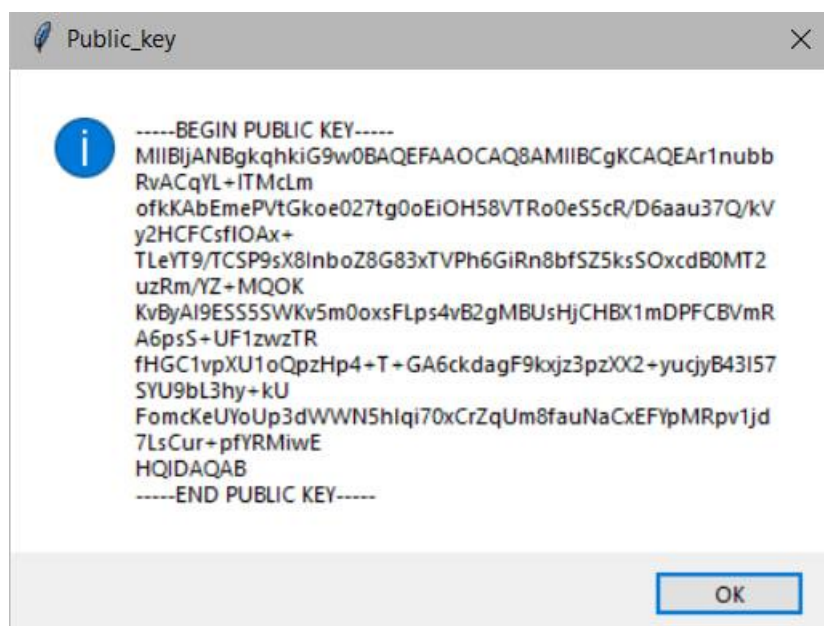 Public_key
-----BEGIN PUBLIC KEY-----
MIIBIjANBgkqhkiG9w0BAQEFAAOCAQ8AMIIBCgKCAQEAr1nubb
RvACqYL+ITMcLm
ofkKAbEmePVtGkoe027tg0oEiOH58VTRo0eS5cR/D6aau37Q/kV
y2HCFCsfIOAx+
TLeYT9/TCSP9sX8InboZ8G83xTVPh6GiRn8bfSZ5ksSOxcdB0MT2
uzRm/YZ+MQOK
KvByAI9ESS5SWKv5m0oxsFLps4vB2gMBUsHjCHBX1mDPFCBVmR
A6psS+UF1zwzTR
fHGC1vpXU1oQpzHp4+T+GA6ckdagF9kxjz3pzXX2+yucjyB43I57
SYU9bL3hy+kU
FomcKeUYoUp3dWWN5hIqi70xCrZqUm8fauNaCxEFYpMRpv1jd
7LsCur+pfYRMiwE
HQIDAQAB
-----END PUBLIC KEY-----
OK